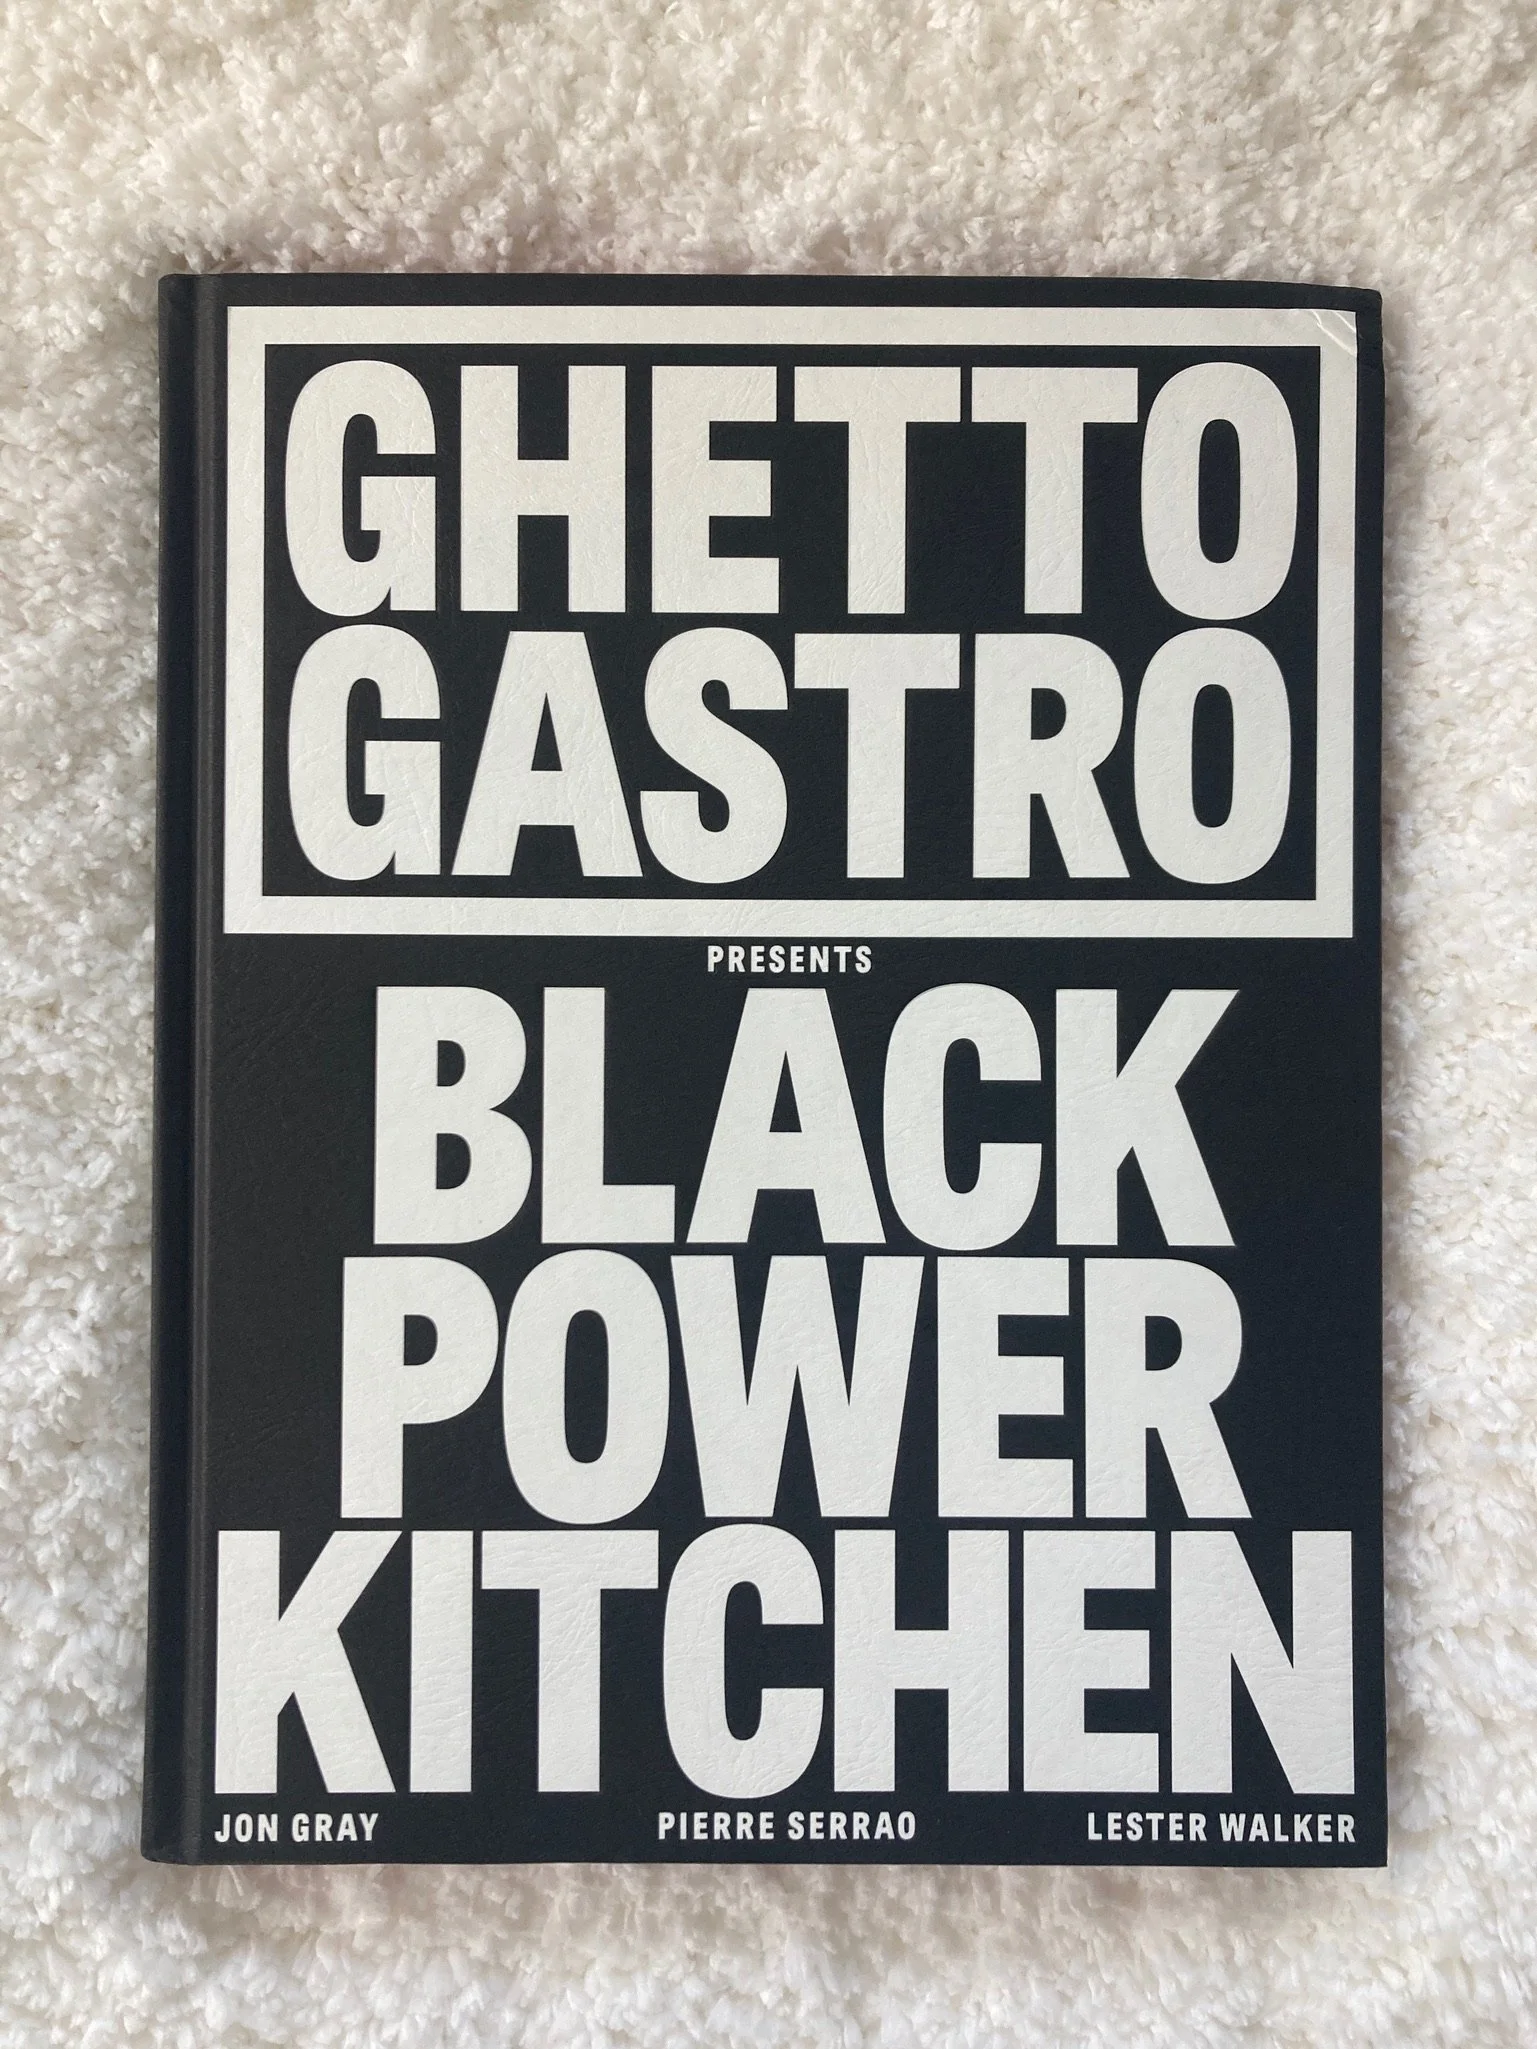 GHETTO
GASTRO
PRESENTS
BLACK
POWER
KITCHEN
JON GRAY PIERRE SERRAO LESTER WALKER